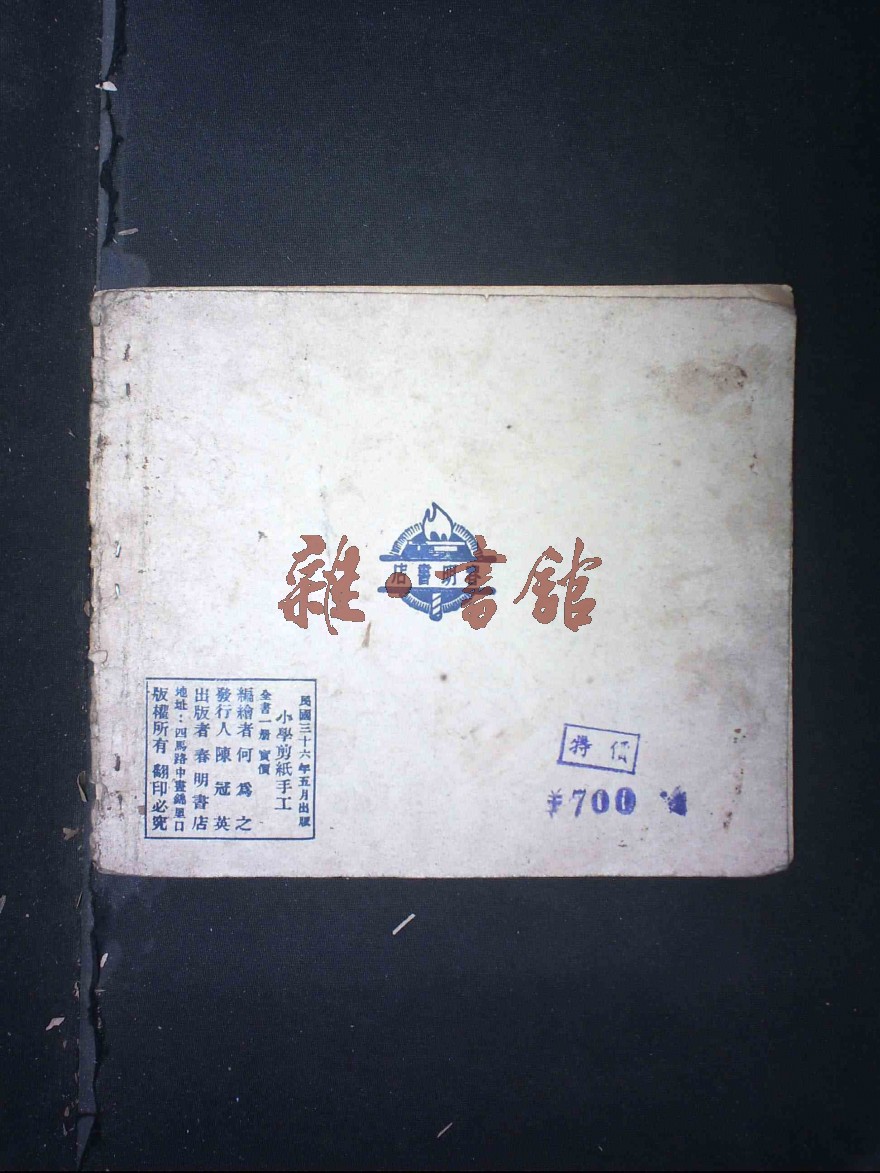 春明書店
雜·書館
民國三十六年五月出版
小學剪紙手工
全書一册 實價
編繪者 何為之
發行人 陳冠英
出版者 春明書店
地址：四馬路中晝錦里口
版權所有 翻印必究
特價
¥700